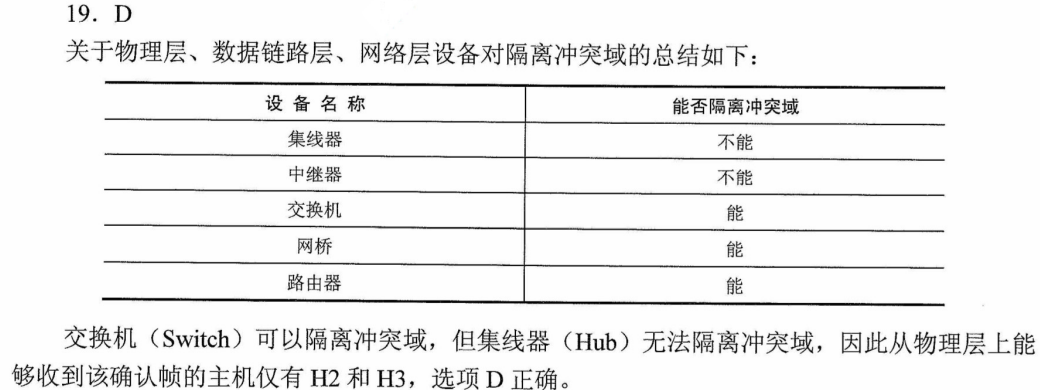 19．D
关于物理层、数据链路层、网络层设备对隔离冲突域的总结如下：
设 备 名 称 能否隔离冲突域
集线器 不能
中继器 不能
交换机 能
网桥 能
路由器 能
交换机（Switch）可以隔离冲突域，但集线器（Hub）无法隔离冲突域，因此从物理层上能
够收到该确认帧的主机仅有 H2 和 H3，选项 D 正确。